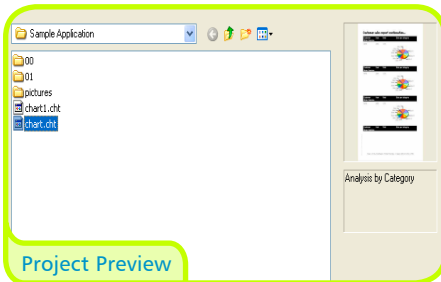 Sample Application
00
01
pictures
chart1.cht
chart.cht
Analysis by Category
Project Preview